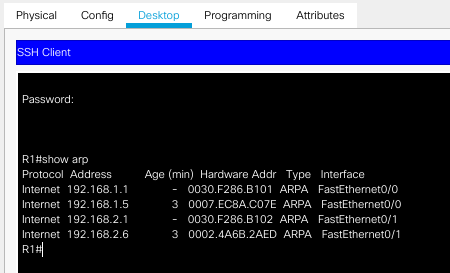 Physical Config Desktop Programming Attributes
SSH Client
Password:
R1#show arp
Protocol Address Age (min) Hardware Addr Type Interface
Internet 192.168.1.1 - 0030.F286.B101 ARPA FastEthernet0/0
Internet 192.168.1.5 3 0007.EC8A.C07E ARPA FastEthernet0/0
Internet 192.168.2.1 - 0030.F286.B102 ARPA FastEthernet0/1
Internet 192.168.2.6 3 0002.4A6B.2AED ARPA FastEthernet0/1
R1#